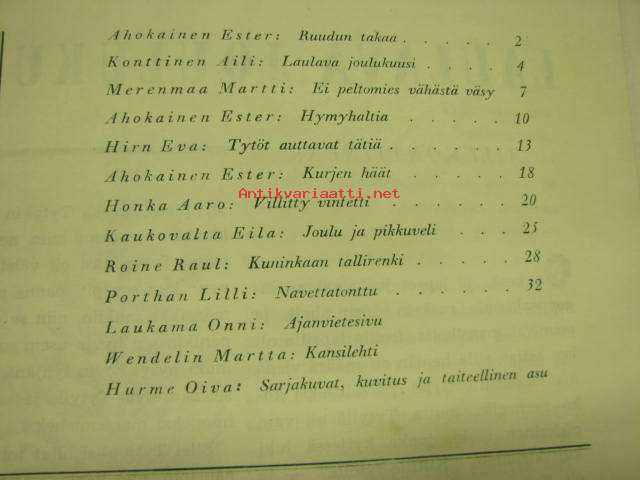 Ahokainen Ester: Ruudun takaa . . . . . 2
Konttinen Aili: Laulava joulukuusi . . . . 4
Merenmaa Martti: Ei peltomies vähästä väsy 7
Ahokainen Ester: Hymyhaltia . . . . . 10
Hirn Eva: Tytöt auttavat tätiä . . . . . 13
Ahokainen Ester: Kurjen häät . . . . . 18
Antikvariaatti.net
Honka Aaro: Villitty vintetti . . . . . . 20
Kaukovalta Eila: Joulu ja pikkuveli . . . 25
Roine Raul: Kuninkaan tallirenki . . . . . 28
Porthan Lilli: Navettatonttu . . . . . . 32
Laukama Onni: Ajanvietesivu
Wendelin Martta: Kansilehti
Hurme Oiva: Sarjakuvat, kuvitus ja taiteellinen asu